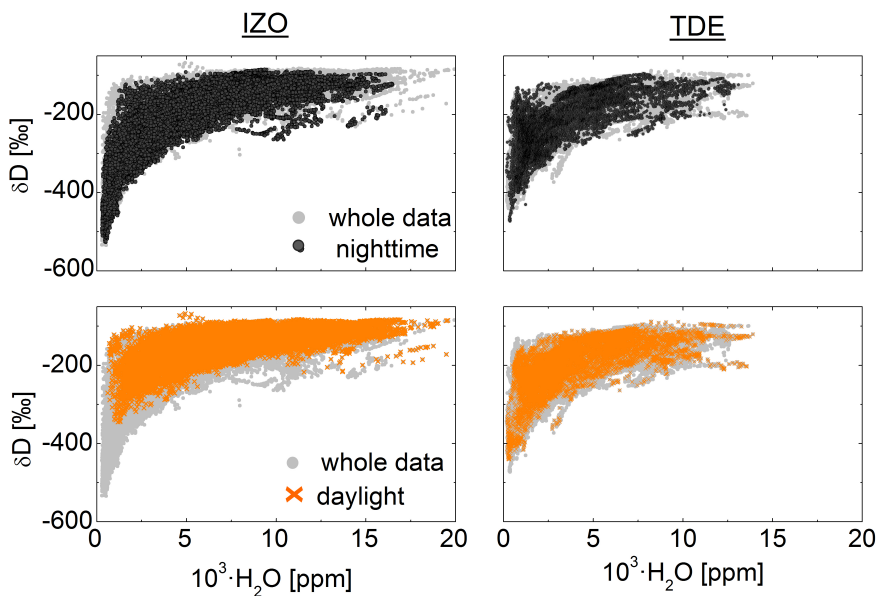 IZO
TDE
δD [‰]
-200
-400
-600
whole data
nighttime
δD [‰]
-200
-400
-600
whole data
daylight
0 5 10 15 20
0 5 10 15 20
10³·H₂O [ppm]
10³·H₂O [ppm]